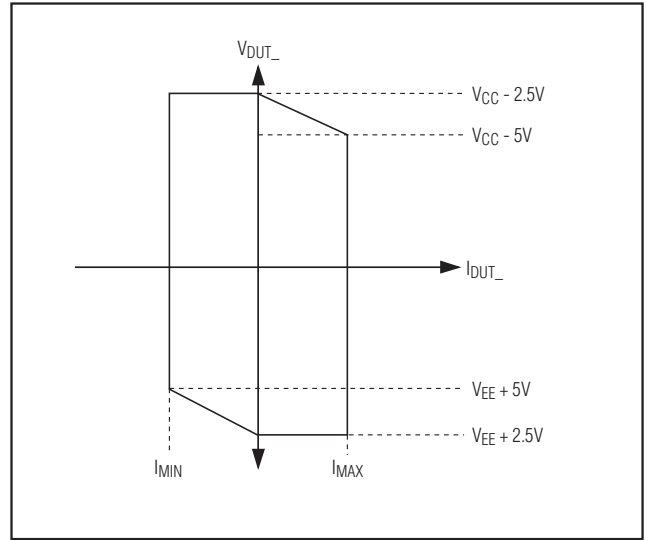 VDUT_
VCC - 2.5V
VCC - 5V
IDUT_
VEE + 5V
VEE + 2.5V
IMIN
IMAX